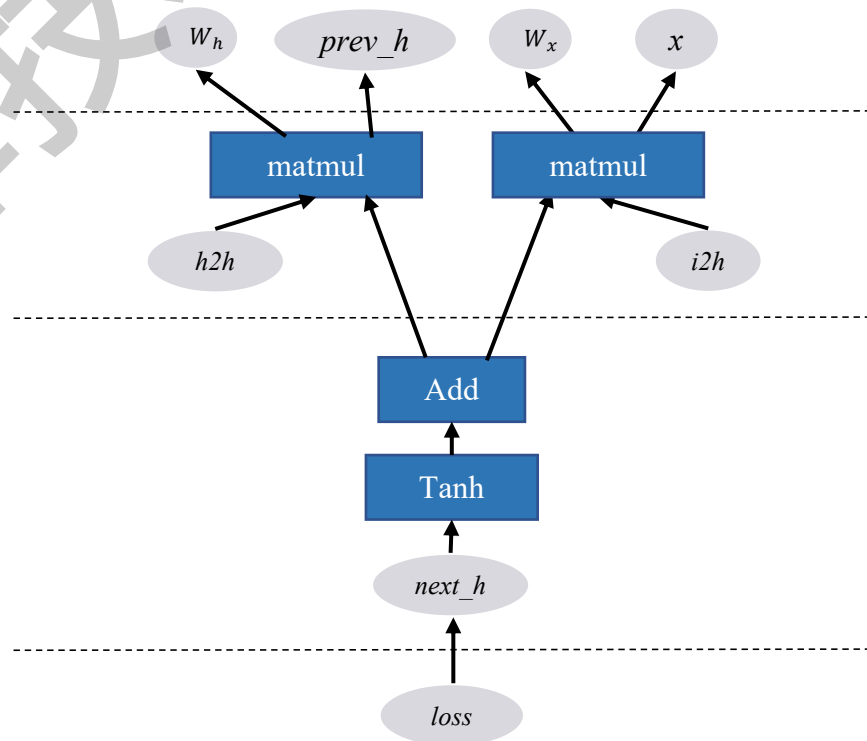 W_h prev_h W_x x
matmul matmul
h2h i2h
Add
Tanh
next_h
loss